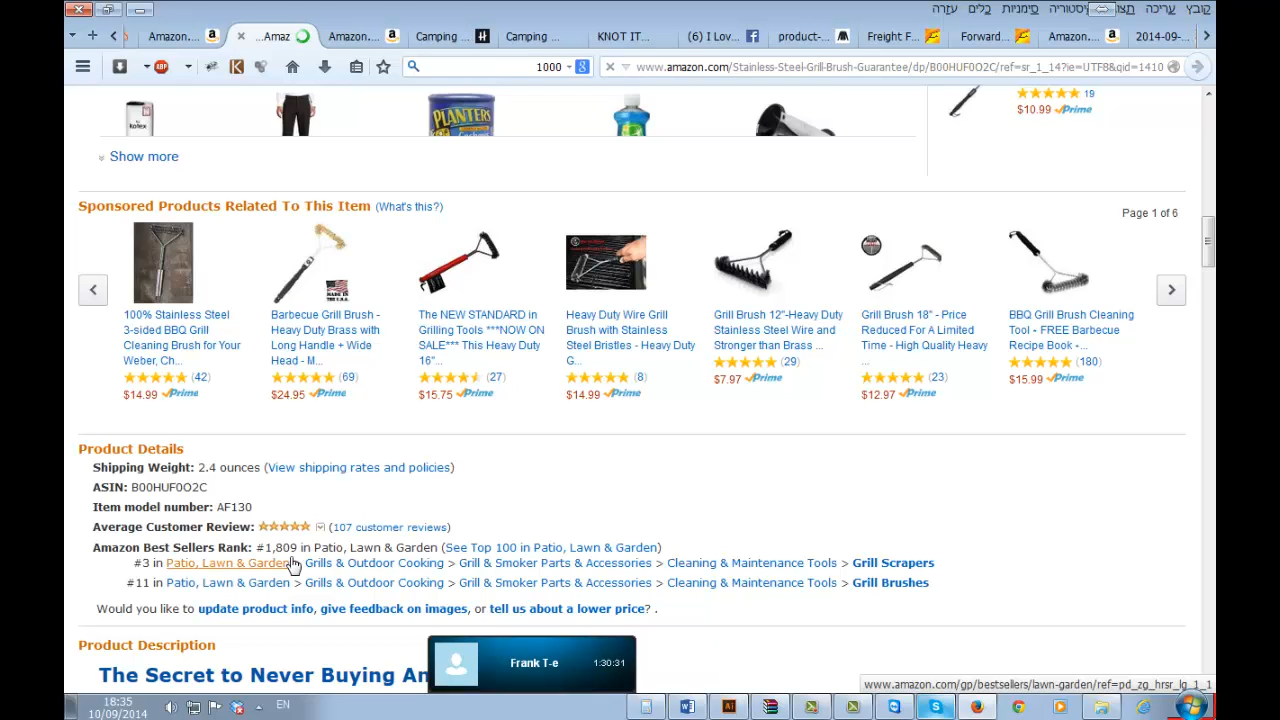 קובץ עריכה תצו יסטוריה סימניות כלים עזרה
Amazon.... ...Amaz Amazon.... Camping ... Camping ... KNOT IT... (6) I Lov... product-... Freight F... Forward... Amazon.... 2014-09-...
ABP K 1000 8 www.amazon.com/Stainless-Steel-Grill-Brush-Guarantee/dp/B00HUF0O2C/ref=sr_1_14?ie=UTF8&qid=1410
Kotex PLANTERS 19
$10.99 Prime
Show more
Sponsored Products Related To This Item (What's this?)
Page 1 of 6
MADE IN THE U.S.A.
100% Stainless Steel 3-sided BBQ Grill Cleaning Brush for Your Weber, Ch...
(42)
$14.99 Prime
Barbecue Grill Brush - Heavy Duty Brass with Long Handle + Wide Head - M...
(69)
$24.95 Prime
The NEW STANDARD in Grilling Tools ***NOW ON SALE*** This Heavy Duty 16"...
(27)
$15.75 Prime
Heavy Duty Wire Grill Brush with Stainless Steel Bristles - Heavy Duty G...
(8)
$14.99 Prime
Grill Brush 12"-Heavy Duty Stainless Steel Wire and Stronger than Brass ...
(29)
$7.97 Prime
Grill Brush 18" - Price Reduced For A Limited Time - High Quality Heavy ...
(23)
$12.97 Prime
BBQ Grill Brush Cleaning Tool - FREE Barbecue Recipe Book -...
(180)
$15.99 Prime
Product Details
Shipping Weight: 2.4 ounces (View shipping rates and policies)
ASIN: B00HUF0O2C
Item model number: AF130
Average Customer Review: (107 customer reviews)
Amazon Best Sellers Rank: #1,809 in Patio, Lawn & Garden (See Top 100 in Patio, Lawn & Garden)
#3 in Patio, Lawn & Garden Grills & Outdoor Cooking > Grill & Smoker Parts & Accessories > Cleaning & Maintenance Tools > Grill Scrapers
#11 in Patio, Lawn & Garden > Grills & Outdoor Cooking > Grill & Smoker Parts & Accessories > Cleaning & Maintenance Tools > Grill Brushes
Would you like to update product info, give feedback on images, or tell us about a lower price? .
Product Description
The Secret to Never Buying An
Frank T-e 1:30:31
www.amazon.com/gp/bestsellers/lawn-garden/ref=pd_zg_hrsr_lg_1_1
18:35
10/09/2014
EN